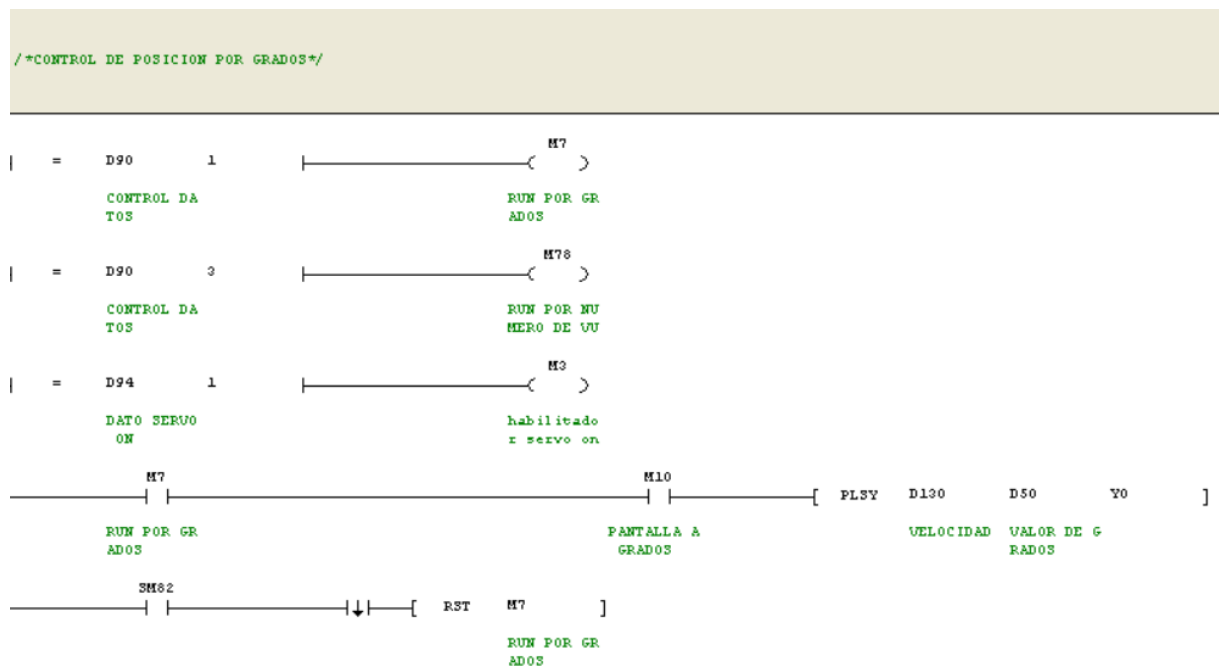 /*CONTROL DE POSICION POR GRADOS*/
M7
= D90 1
CONTROL DA
TOS
RUN POR GR
ADOS
M78
= D90 3
CONTROL DA
TOS
RUN POR NU
MERO DE VU
M3
= D94 1
DATO SERVO
ON
habilitado
r servo on
M7 M10
[ PLSY D130 D50 Y0 ]
RUN POR GR
ADOS
PANTALLA A
GRADOS
VELOCIDAD
VALOR DE G
RADOS
SM82
[ RST M7 ]
RUN POR GR
ADOS